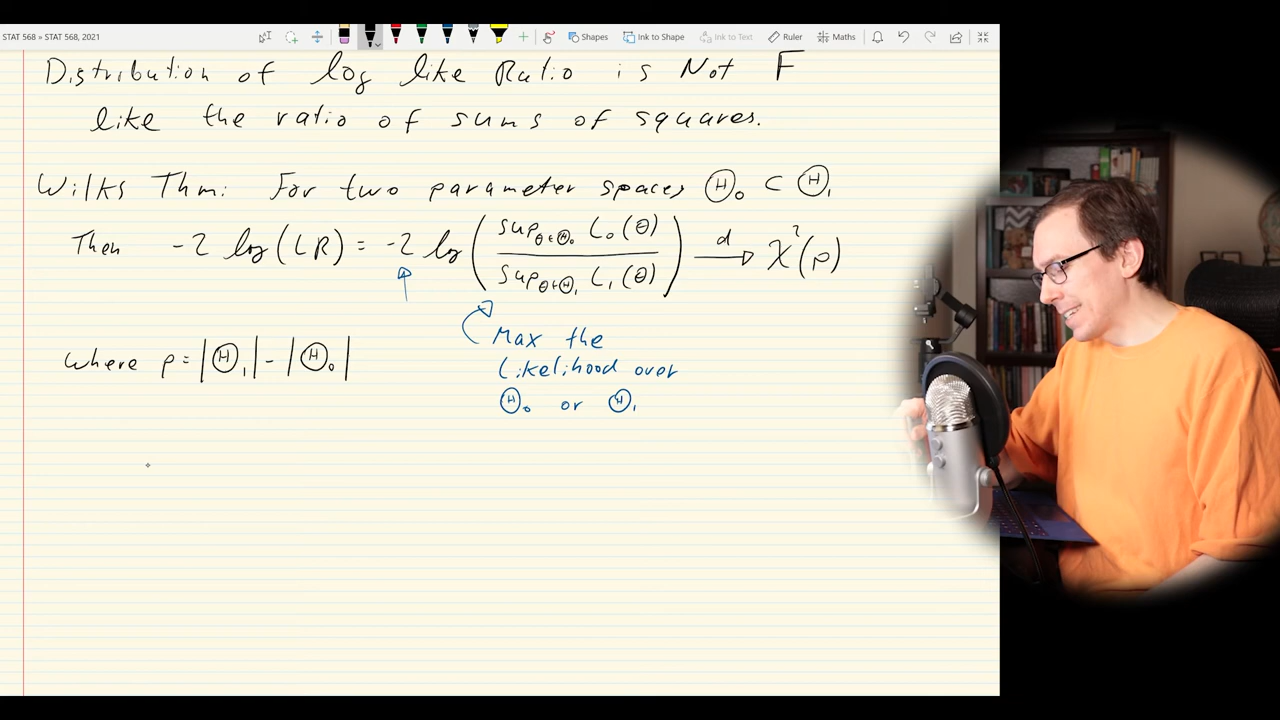 STAT 568 » STAT 568, 2021
Shapes Ink to Shape Ink to Text Ruler Maths
Distribution of log like Ratio is Not F
like the ratio of sums of squares.
Wilks Thm: For two parameter spaces Θ₀ ⊂ Θ₁
Then -2 log(LR) = -2 log( sup_{θ∈Θ₀} L₀(θ) / sup_{θ∈Θ₁} L₁(θ) ) →ᵈ χ²(p)
where p = |Θ₁| - |Θ₀|
Max the
Likelihood over
Θ₀ or Θ₁